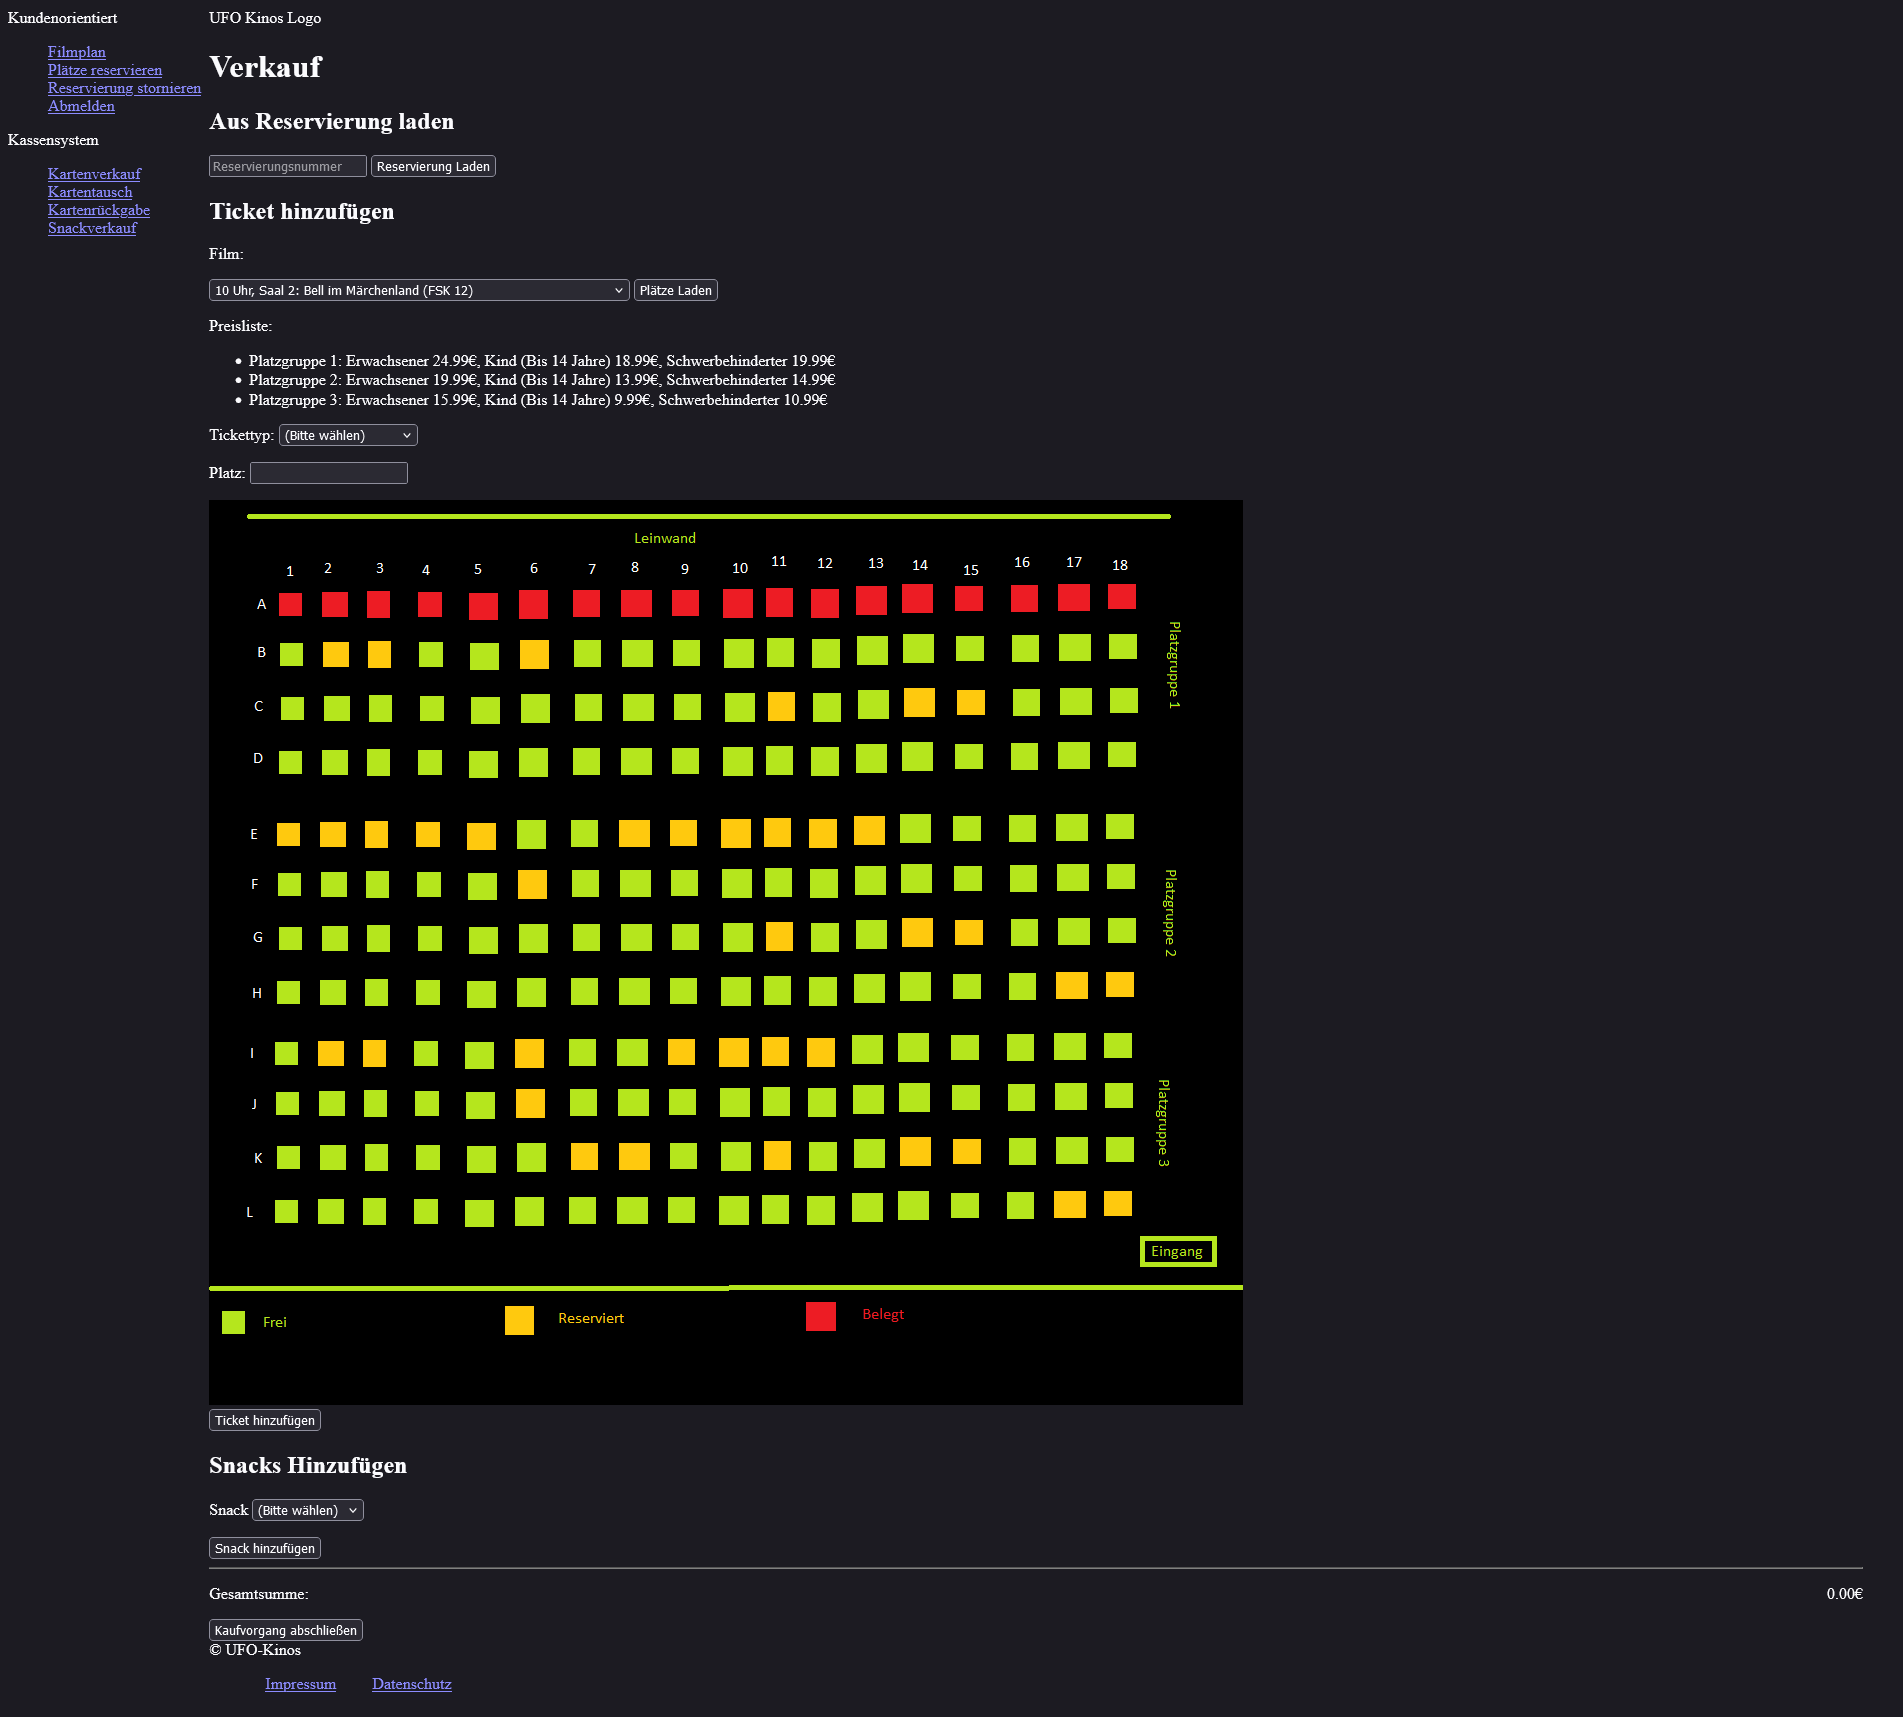 Kundenorientiert
Filmplan
Plätze reservieren
Reservierung stornieren
Abmelden
Kassensystem
Kartenverkauf
Kartentausch
Kartenrückgabe
Snackverkauf
UFO Kinos Logo
Verkauf
Aus Reservierung laden
Reservierungsnummer Reservierung Laden
Ticket hinzufügen
Film:
10 Uhr, Saal 2: Bell im Märchenland (FSK 12) Plätze Laden
Preisliste:
• Platzgruppe 1: Erwachsener 24.99€, Kind (Bis 14 Jahre) 18.99€, Schwerbehinderter 19.99€
• Platzgruppe 2: Erwachsener 19.99€, Kind (Bis 14 Jahre) 13.99€, Schwerbehinderter 14.99€
• Platzgruppe 3: Erwachsener 15.99€, Kind (Bis 14 Jahre) 9.99€, Schwerbehinderter 10.99€
Tickettyp: (Bitte wählen)
Platz:
Leinwand
1 2 3 4 5 6 7 8 9 10 11 12 13 14 15 16 17 18
A
B
C
D
Platzgruppe 1
E
F
G
H
Platzgruppe 2
I
J
K
L
Platzgruppe 3
Eingang
Frei Reserviert Belegt
Ticket hinzufügen
Snacks Hinzufügen
Snack (Bitte wählen)
Snack hinzufügen
Gesamtsumme: 0.00€
Kaufvorgang abschließen
© UFO-Kinos
Impressum Datenschutz